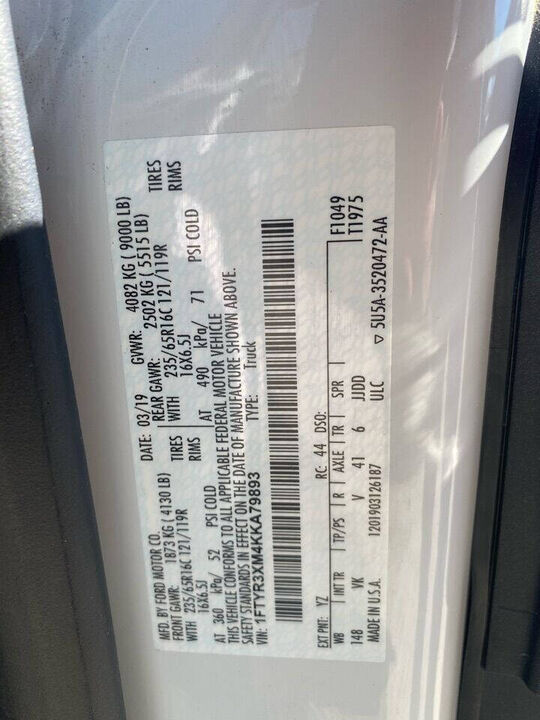 MFD. BY FORD MOTOR CO.
DATE: 03/19 GVWR: 4082 KG ( 9000 LB)
FRONT GAWR: 1873 KG ( 4130 LB) REAR GAWR: 2502 KG ( 5515 LB)
WITH 235/65R16C 121/119R TIRES WITH 235/65R16C 121/119R TIRES
16X6.5J RIMS 16X6.5J RIMS
AT 360 kPa/ 52 PSI COLD AT 490 kPa/ 71 PSI COLD
THIS VEHICLE CONFORMS TO ALL APPLICABLE FEDERAL MOTOR VEHICLE
SAFETY STANDARDS IN EFFECT ON THE DATE OF MANUFACTURE SHOWN ABOVE.
VIN: 1FTYR3XM4KKA79893 TYPE: Truck
EXT PNT: YZ RC: 44 DSO: F1049
WB INT TR TP/PS R AXLE TR SPR T1975
148 VK V 41 6 JJDD
MADE IN U.S.A. 1201903126187 ULC ▽ 5U5A-3520472-AA